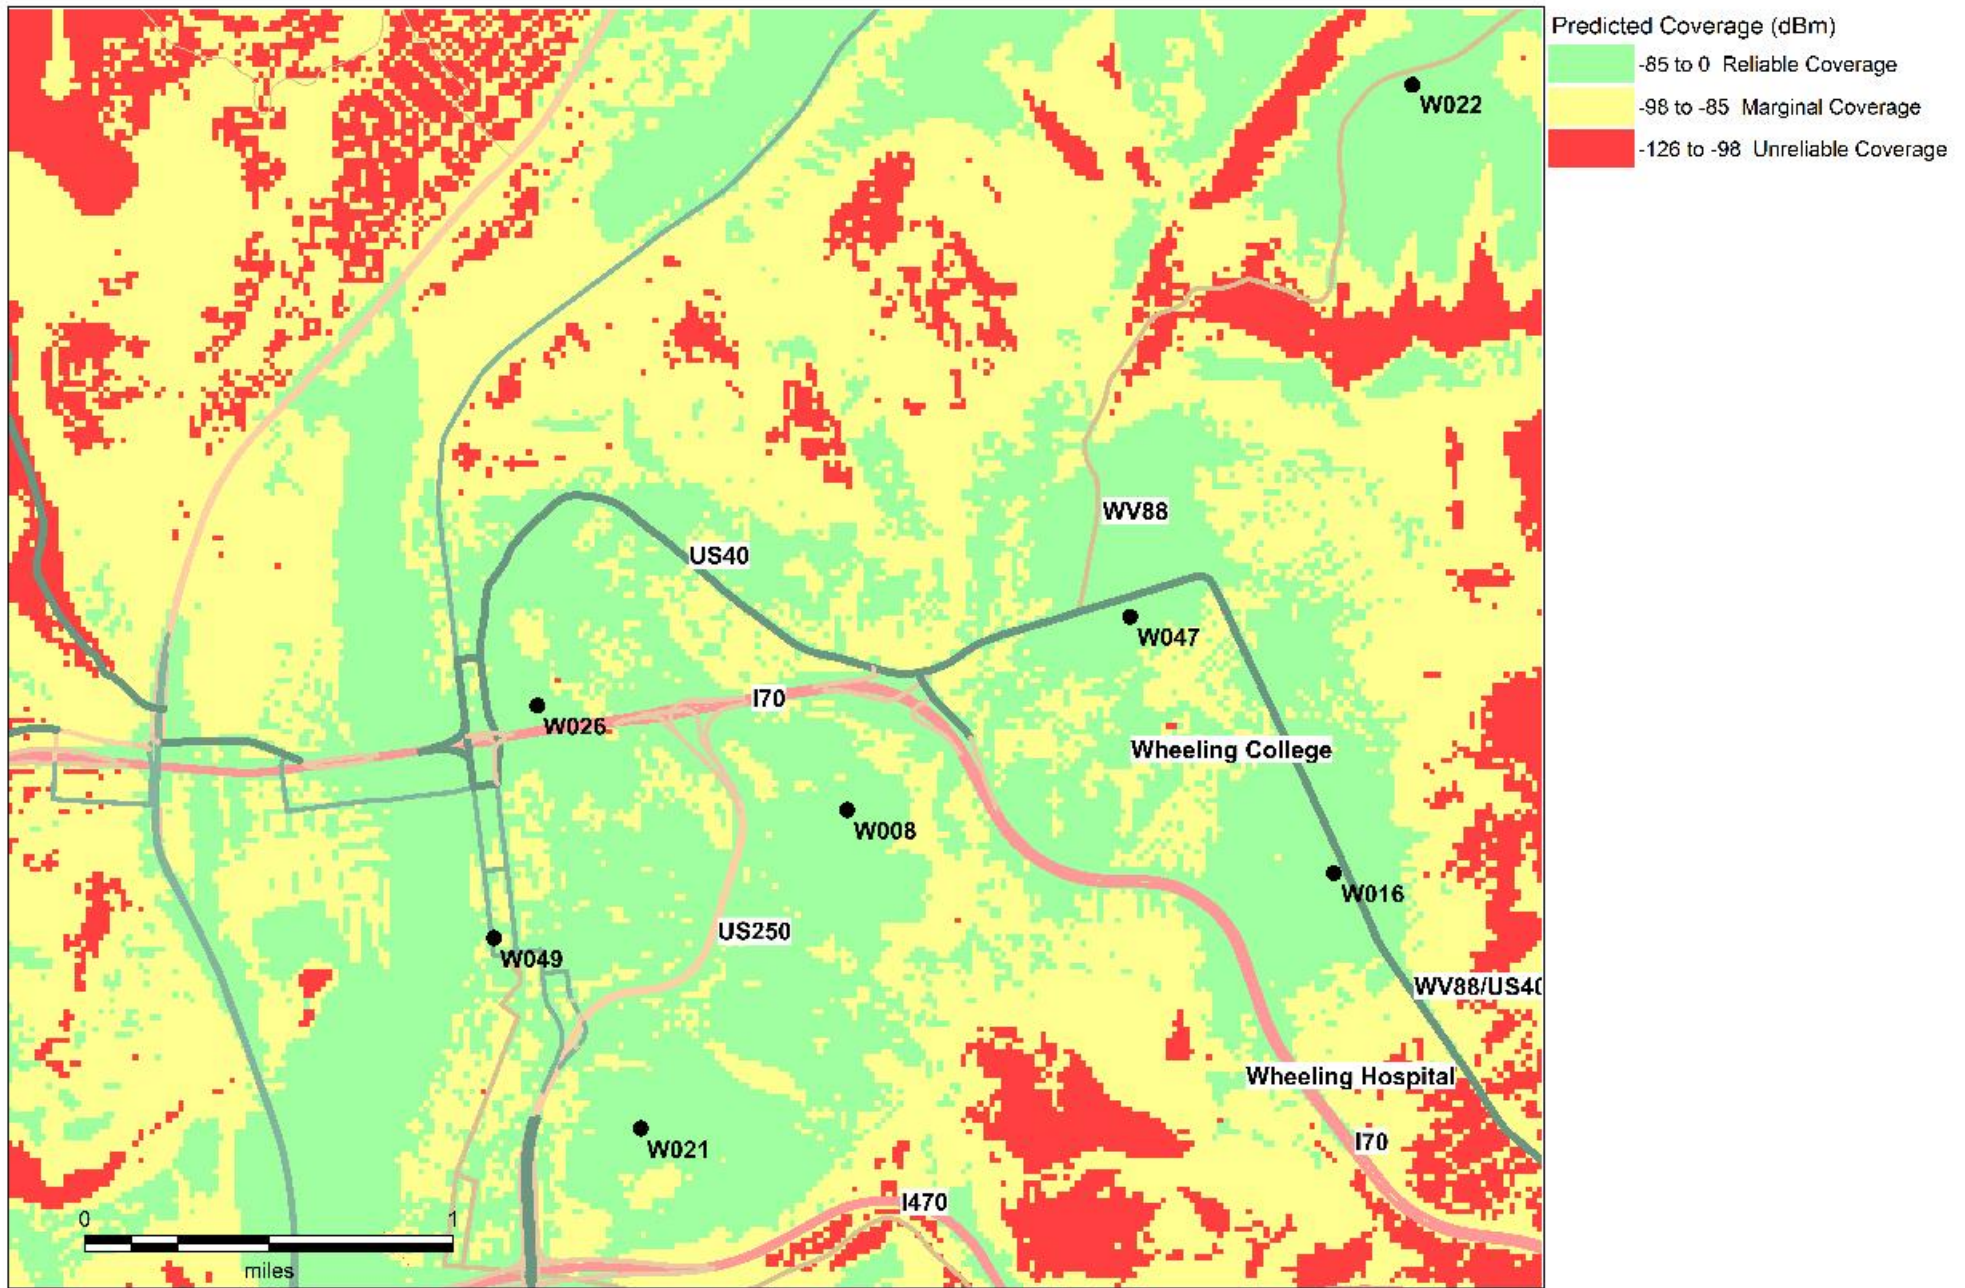 Predicted Coverage (dBm)
-85 to 0 Reliable Coverage
-98 to -85 Marginal Coverage
-126 to -98 Unreliable Coverage
W022
WV88
US40
W047
I70
W026
Wheeling College
W008
W016
US250
W049
WV88/US40
Wheeling Hospital
I70
W021
I470
0 1
miles